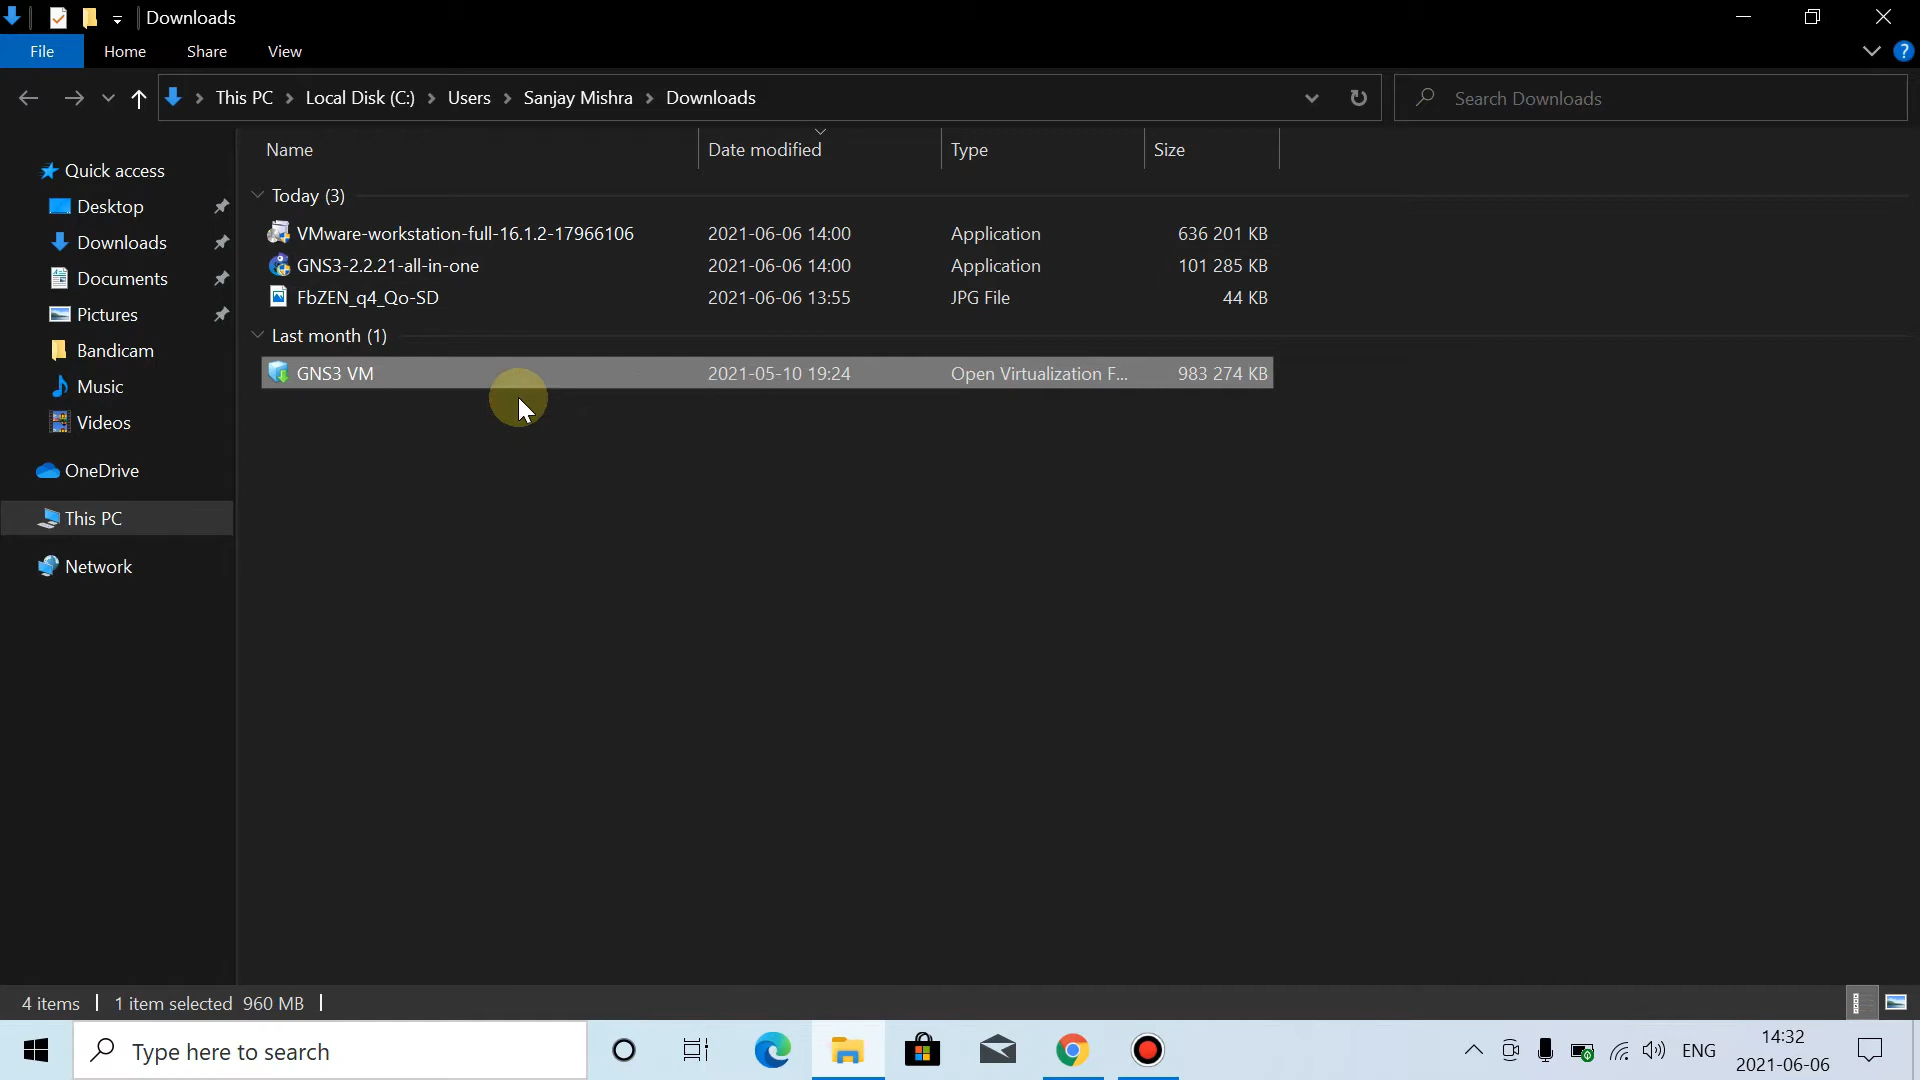 Downloads
File Home Share View ?
This PC Local Disk (C:) Users Sanjay Mishra Downloads Search Downloads
Name Date modified Type Size
Quick access
Desktop
Downloads
Documents
Pictures
Bandicam
Music
Videos
OneDrive
This PC
Network
Today (3)
VMware-workstation-full-16.1.2-17966106 2021-06-06 14:00 Application 636 201 KB
GNS3-2.2.21-all-in-one 2021-06-06 14:00 Application 101 285 KB
FbZEN_q4_Qo-SD 2021-06-06 13:55 JPG File 44 KB
Last month (1)
GNS3 VM 2021-05-10 19:24 Open Virtualization F... 983 274 KB
4 items 1 item selected 960 MB
Type here to search ENG 14:32
2021-06-06